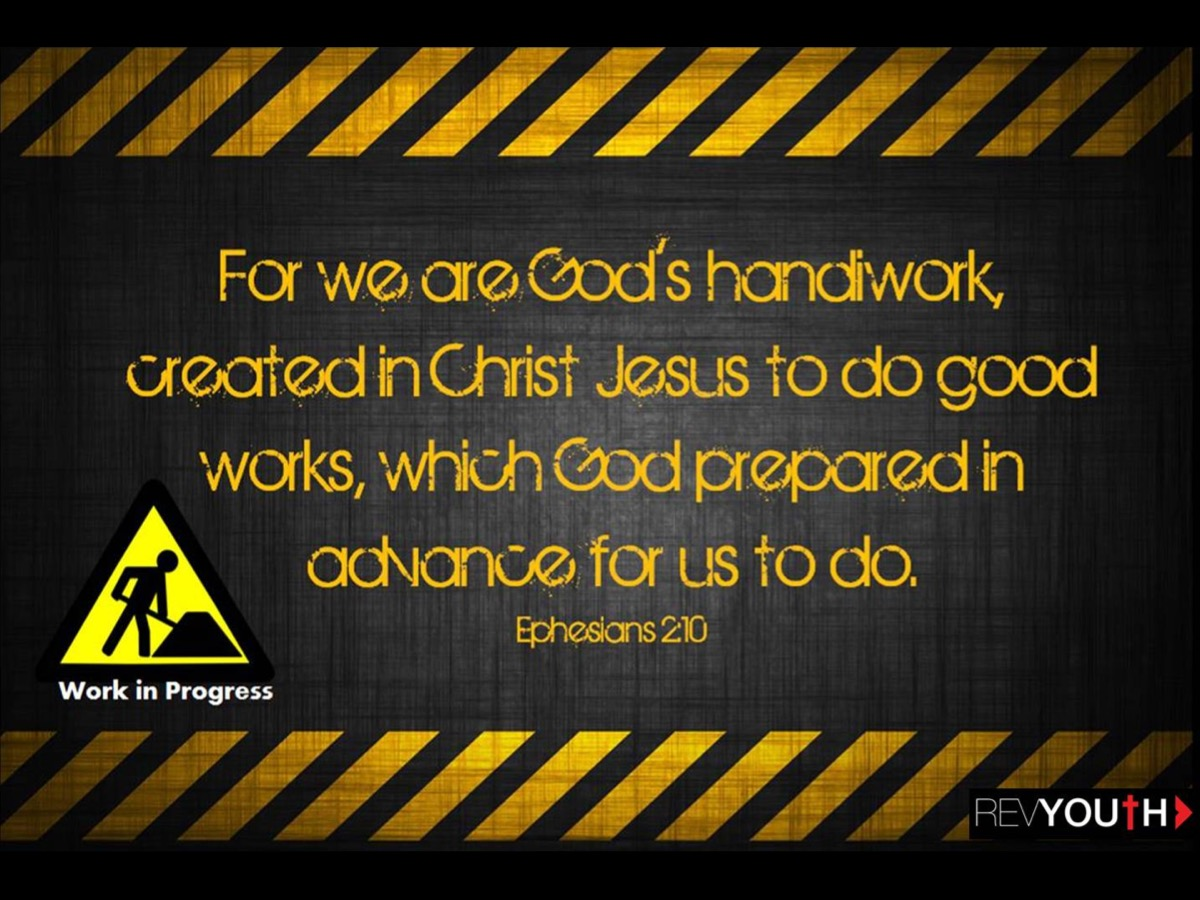 For we are God's handiwork,
created in Christ Jesus to do good
works, which God prepared in
advance for us to do.
Ephesians 2:10
Work in Progress
REVYOUTH